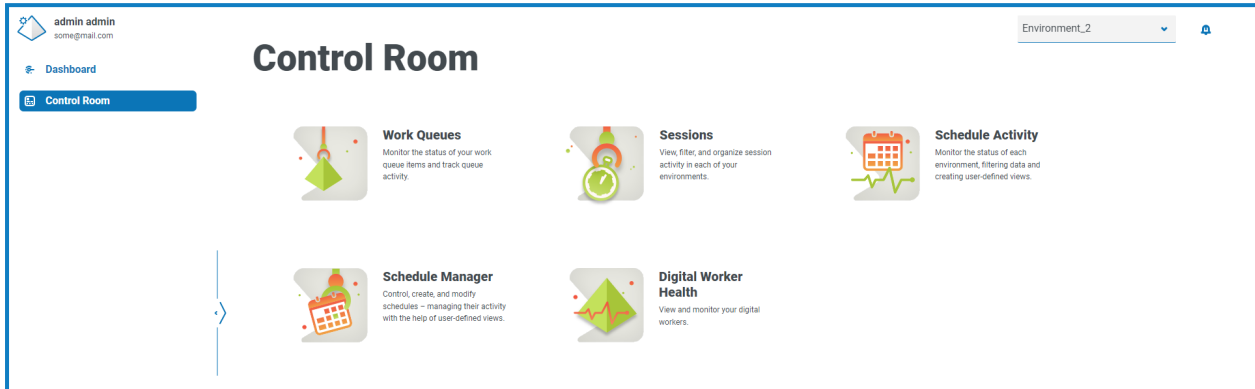 admin admin
some@mail.com
Environment_2
Dashboard
Control Room
Control Room
Work Queues
Monitor the status of your work
queue items and track queue
activity.
Sessions
View, filter, and organize session
activity in each of your
environments.
Schedule Activity
Monitor the status of each
environment, filtering data and
creating user-defined views.
Schedule Manager
Control, create, and modify
schedules – managing their activity
with the help of user-defined views.
Digital Worker
Health
View and monitor your digital
workers.